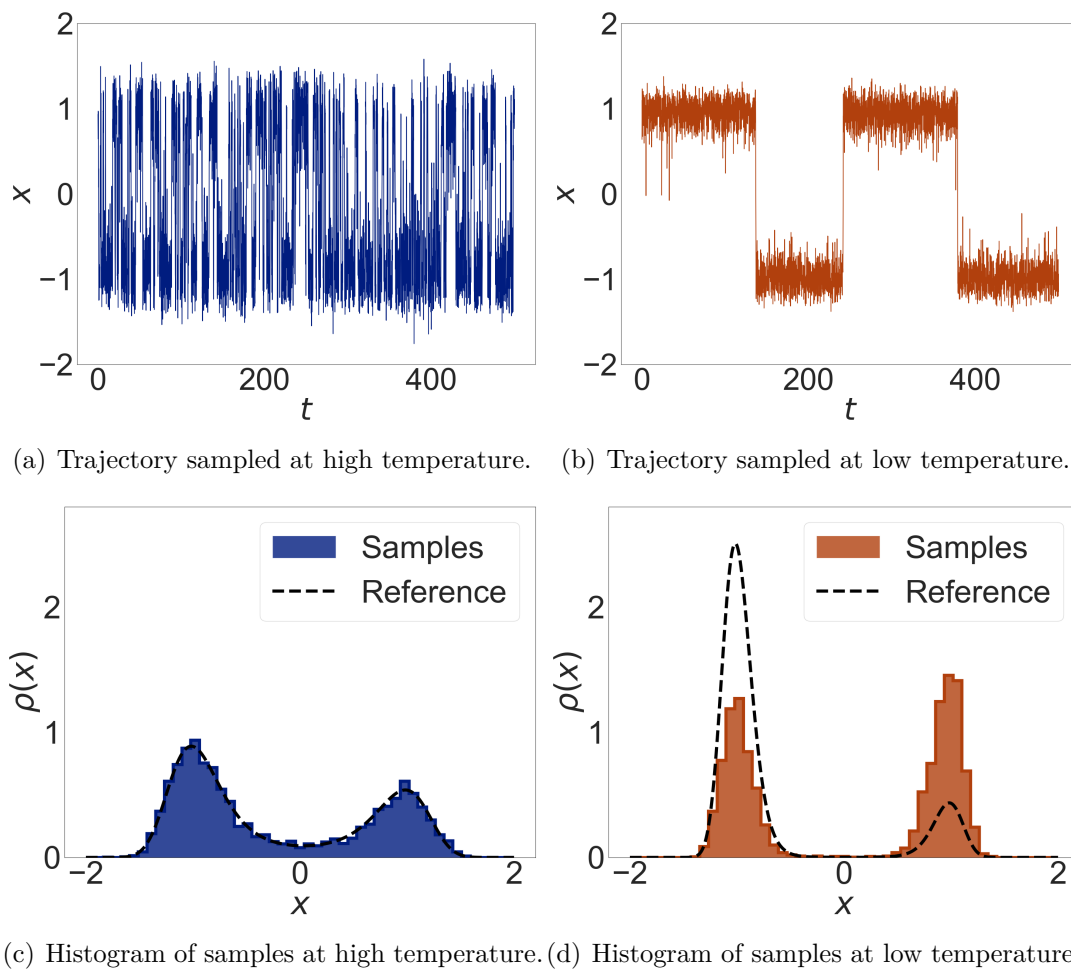 2
1
0
−1
−2
x
0
200
400
t
(a) Trajectory sampled at high temperature.
2
1
0
−1
−2
x
0
200
400
t
(b) Trajectory sampled at low temperature.
Samples
Reference
2
1
0
ρ(x)
−2
0
2
x
(c) Histogram of samples at high temperature.
Samples
Reference
2
1
0
ρ(x)
−2
0
2
x
(d) Histogram of samples at low temperature